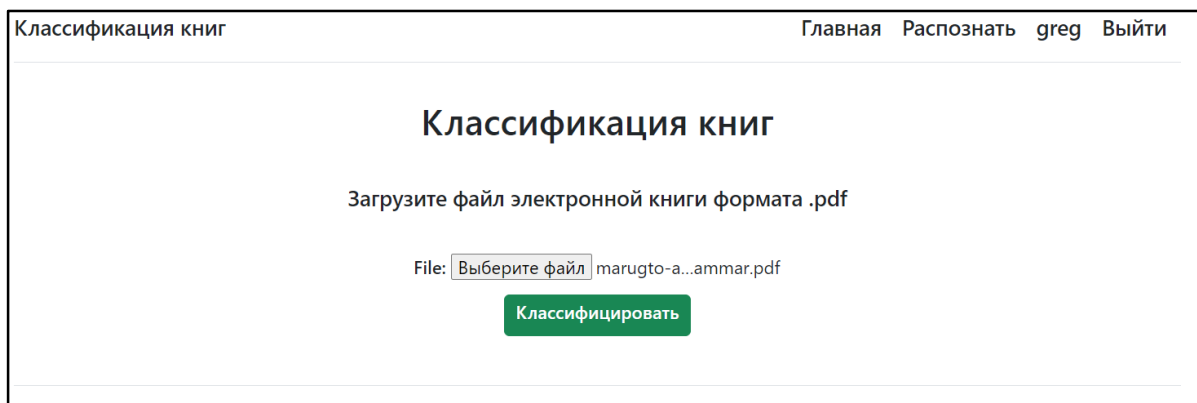 Классификация книг Главная Распознать greg Выйти
Классификация книг
Загрузите файл электронной книги формата .pdf
File: Выберите файл marugto-a...ammar.pdf
Классифицировать